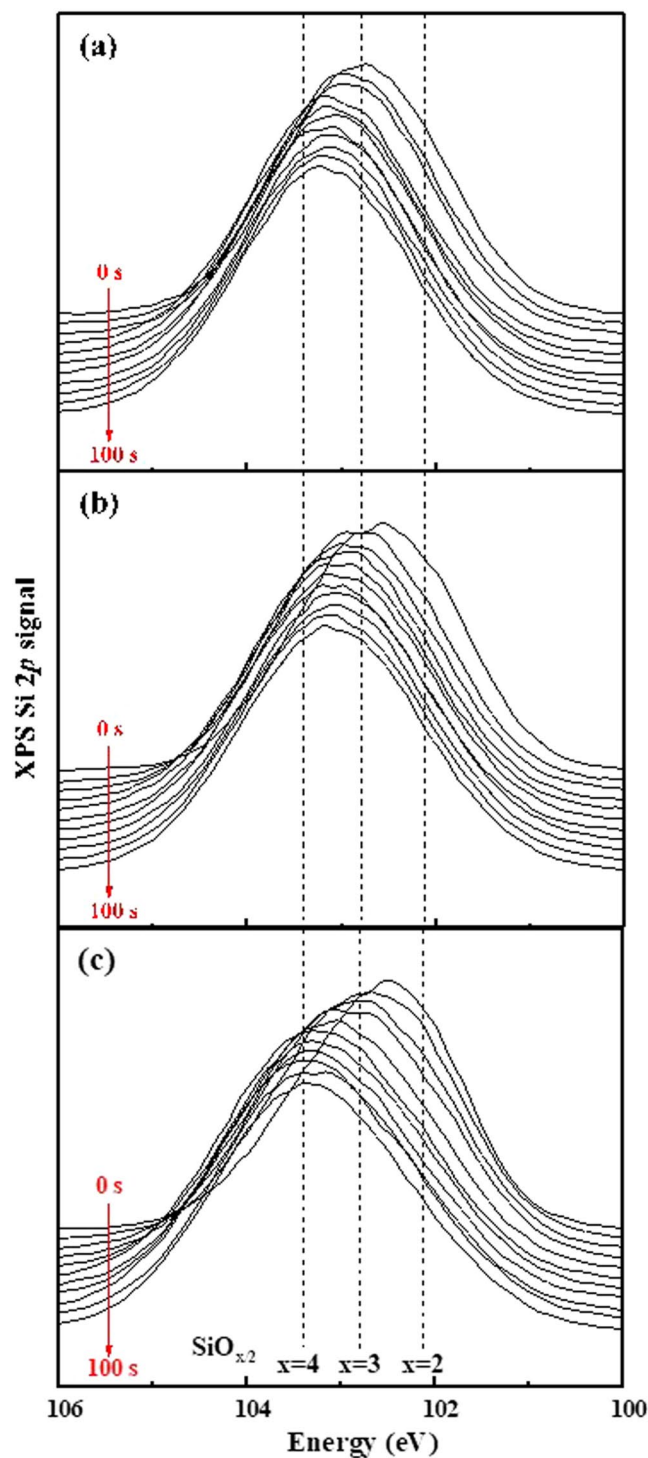 (a)
0 s
100 s
(b)
0 s
100 s
XPS Si 2p signal
(c)
0 s
100 s
SiOx/2 x=4 x=3 x=2
106 104 102 100
Energy (eV)